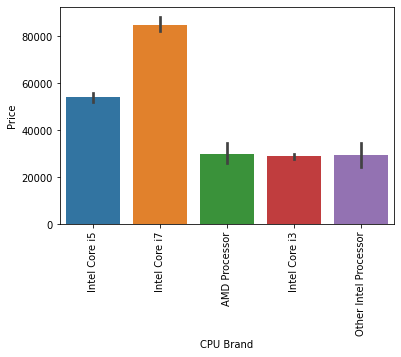 80000
60000
40000
20000
0
Price
Intel Core i5
Intel Core i7
AMD Processor
Intel Core i3
Other Intel Processor
CPU Brand